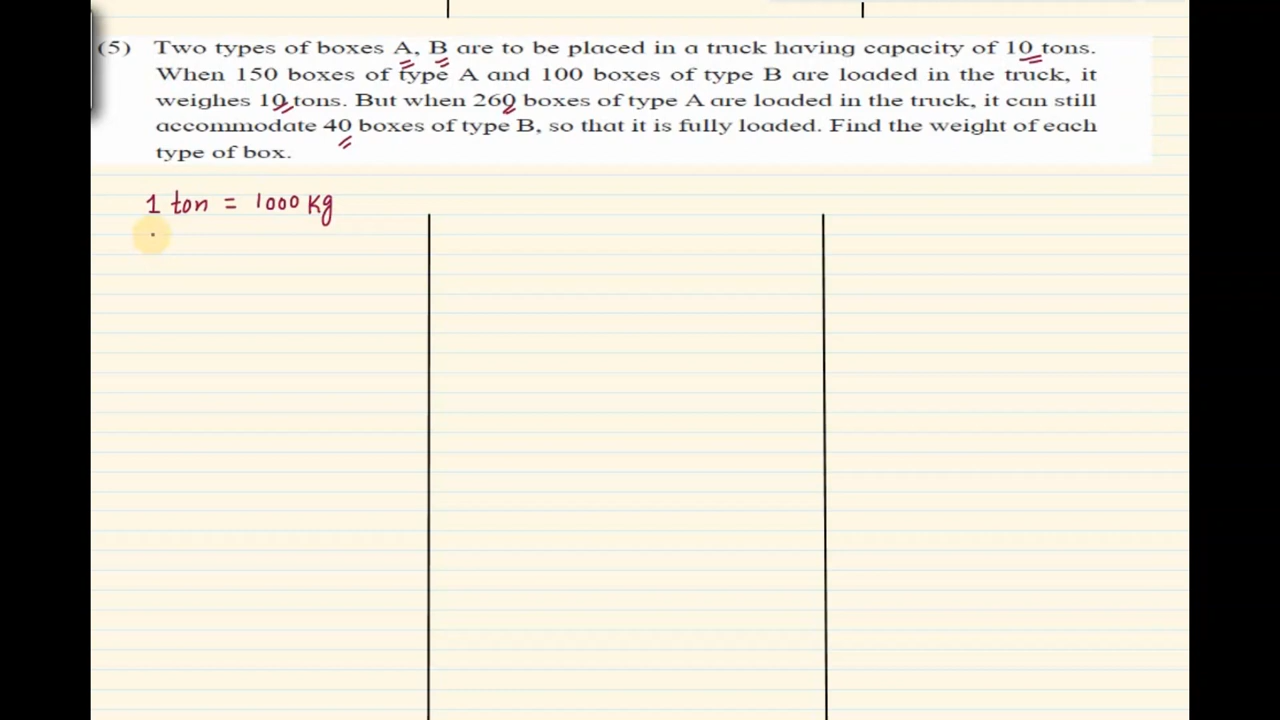 (5) Two types of boxes A, B are to be placed in a truck having capacity of 10 tons.
When 150 boxes of type A and 100 boxes of type B are loaded in the truck, it
weighes 10 tons. But when 260 boxes of type A are loaded in the truck, it can still
accommodate 40 boxes of type B, so that it is fully loaded. Find the weight of each
type of box.
1 ton = 1000 Kg